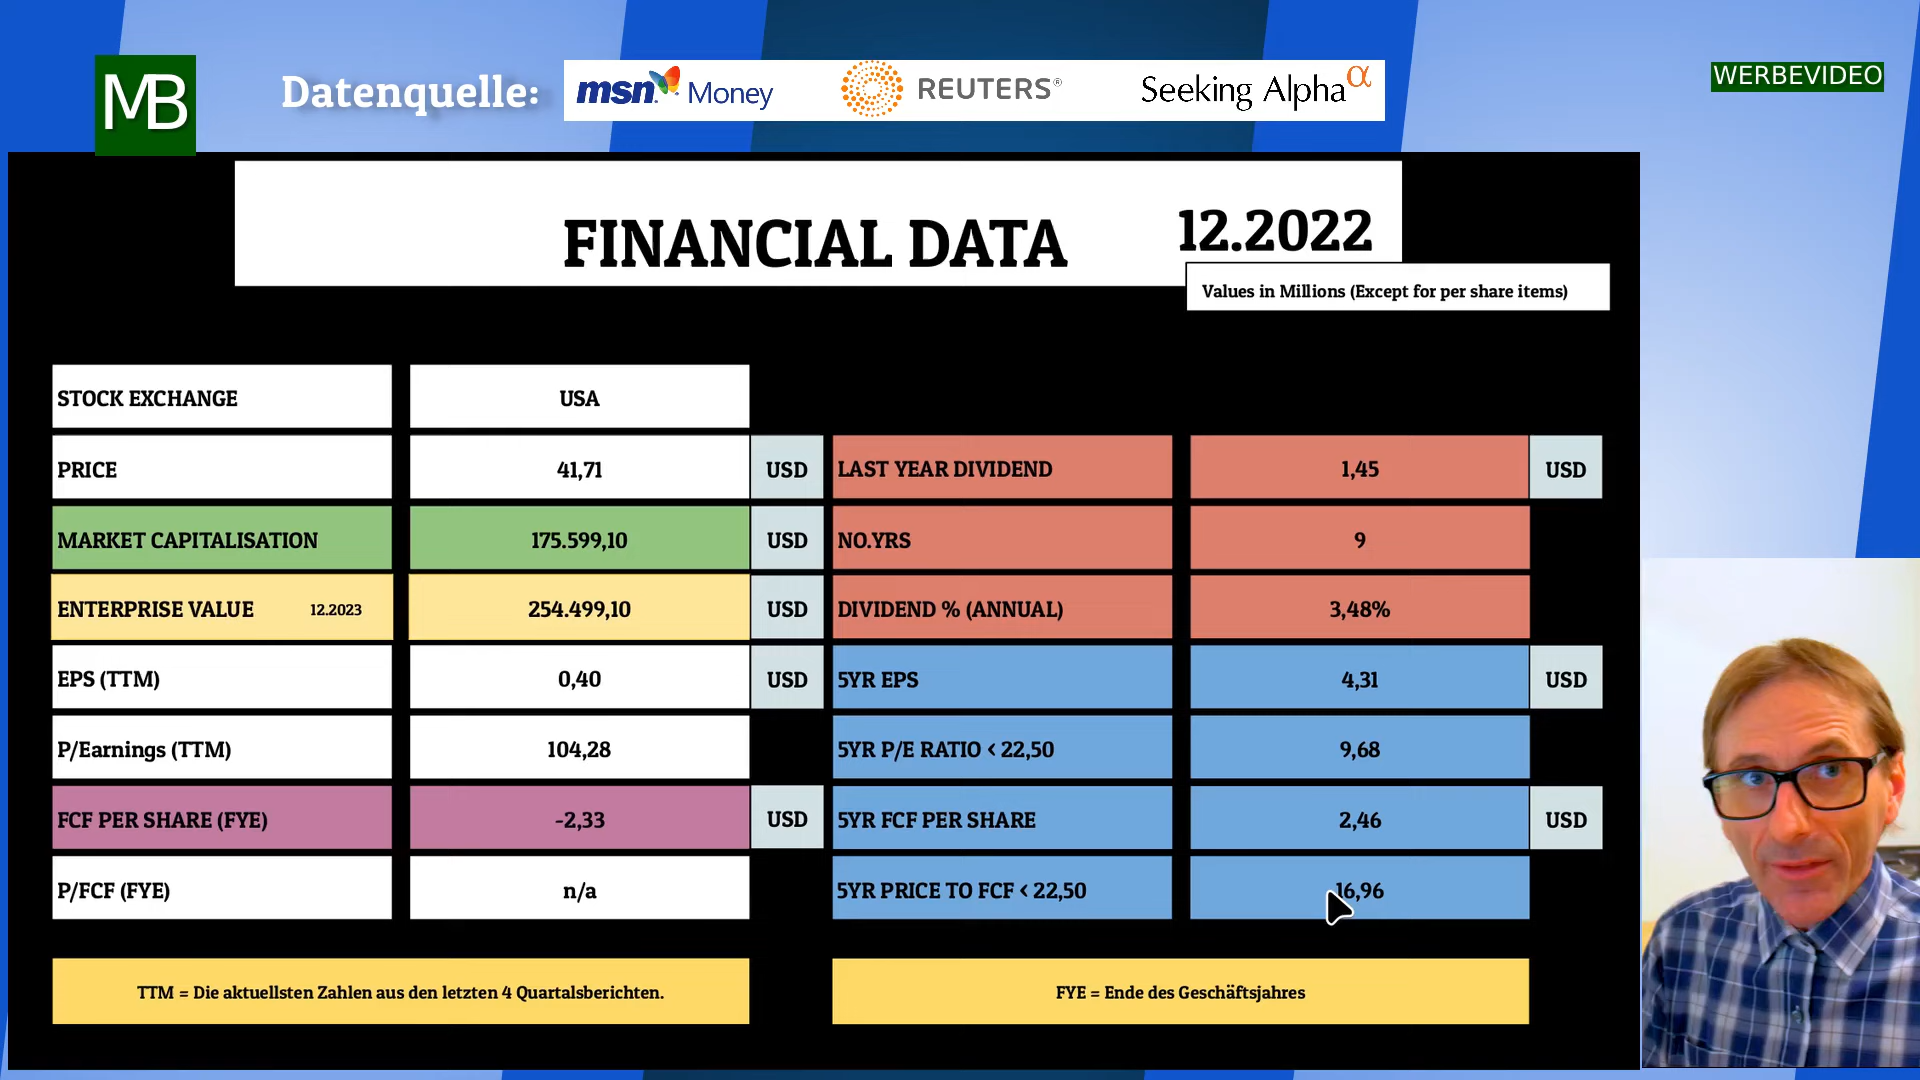 MB
Datenquelle:
msn Money
REUTERS®
Seeking Alpha α
WERBEVIDEO
FINANCIAL DATA
12.2022
Values in Millions (Except for per share items)
STOCK EXCHANGE USA
PRICE 41,71 USD LAST YEAR DIVIDEND 1,45 USD
MARKET CAPITALISATION 175.599,10 USD NO.YRS 9
ENTERPRISE VALUE 12.2023 254.499,10 USD DIVIDEND % (ANNUAL) 3,48%
EPS (TTM) 0,40 USD 5YR EPS 4,31 USD
P/Earnings (TTM) 104,28 5YR P/E RATIO < 22,50 9,68
FCF PER SHARE (FYE) -2,33 USD 5YR FCF PER SHARE 2,46 USD
P/FCF (FYE) n/a 5YR PRICE TO FCF < 22,50 16,96
TTM = Die aktuellsten Zahlen aus den letzten 4 Quartalsberichten. FYE = Ende des Geschäftsjahres